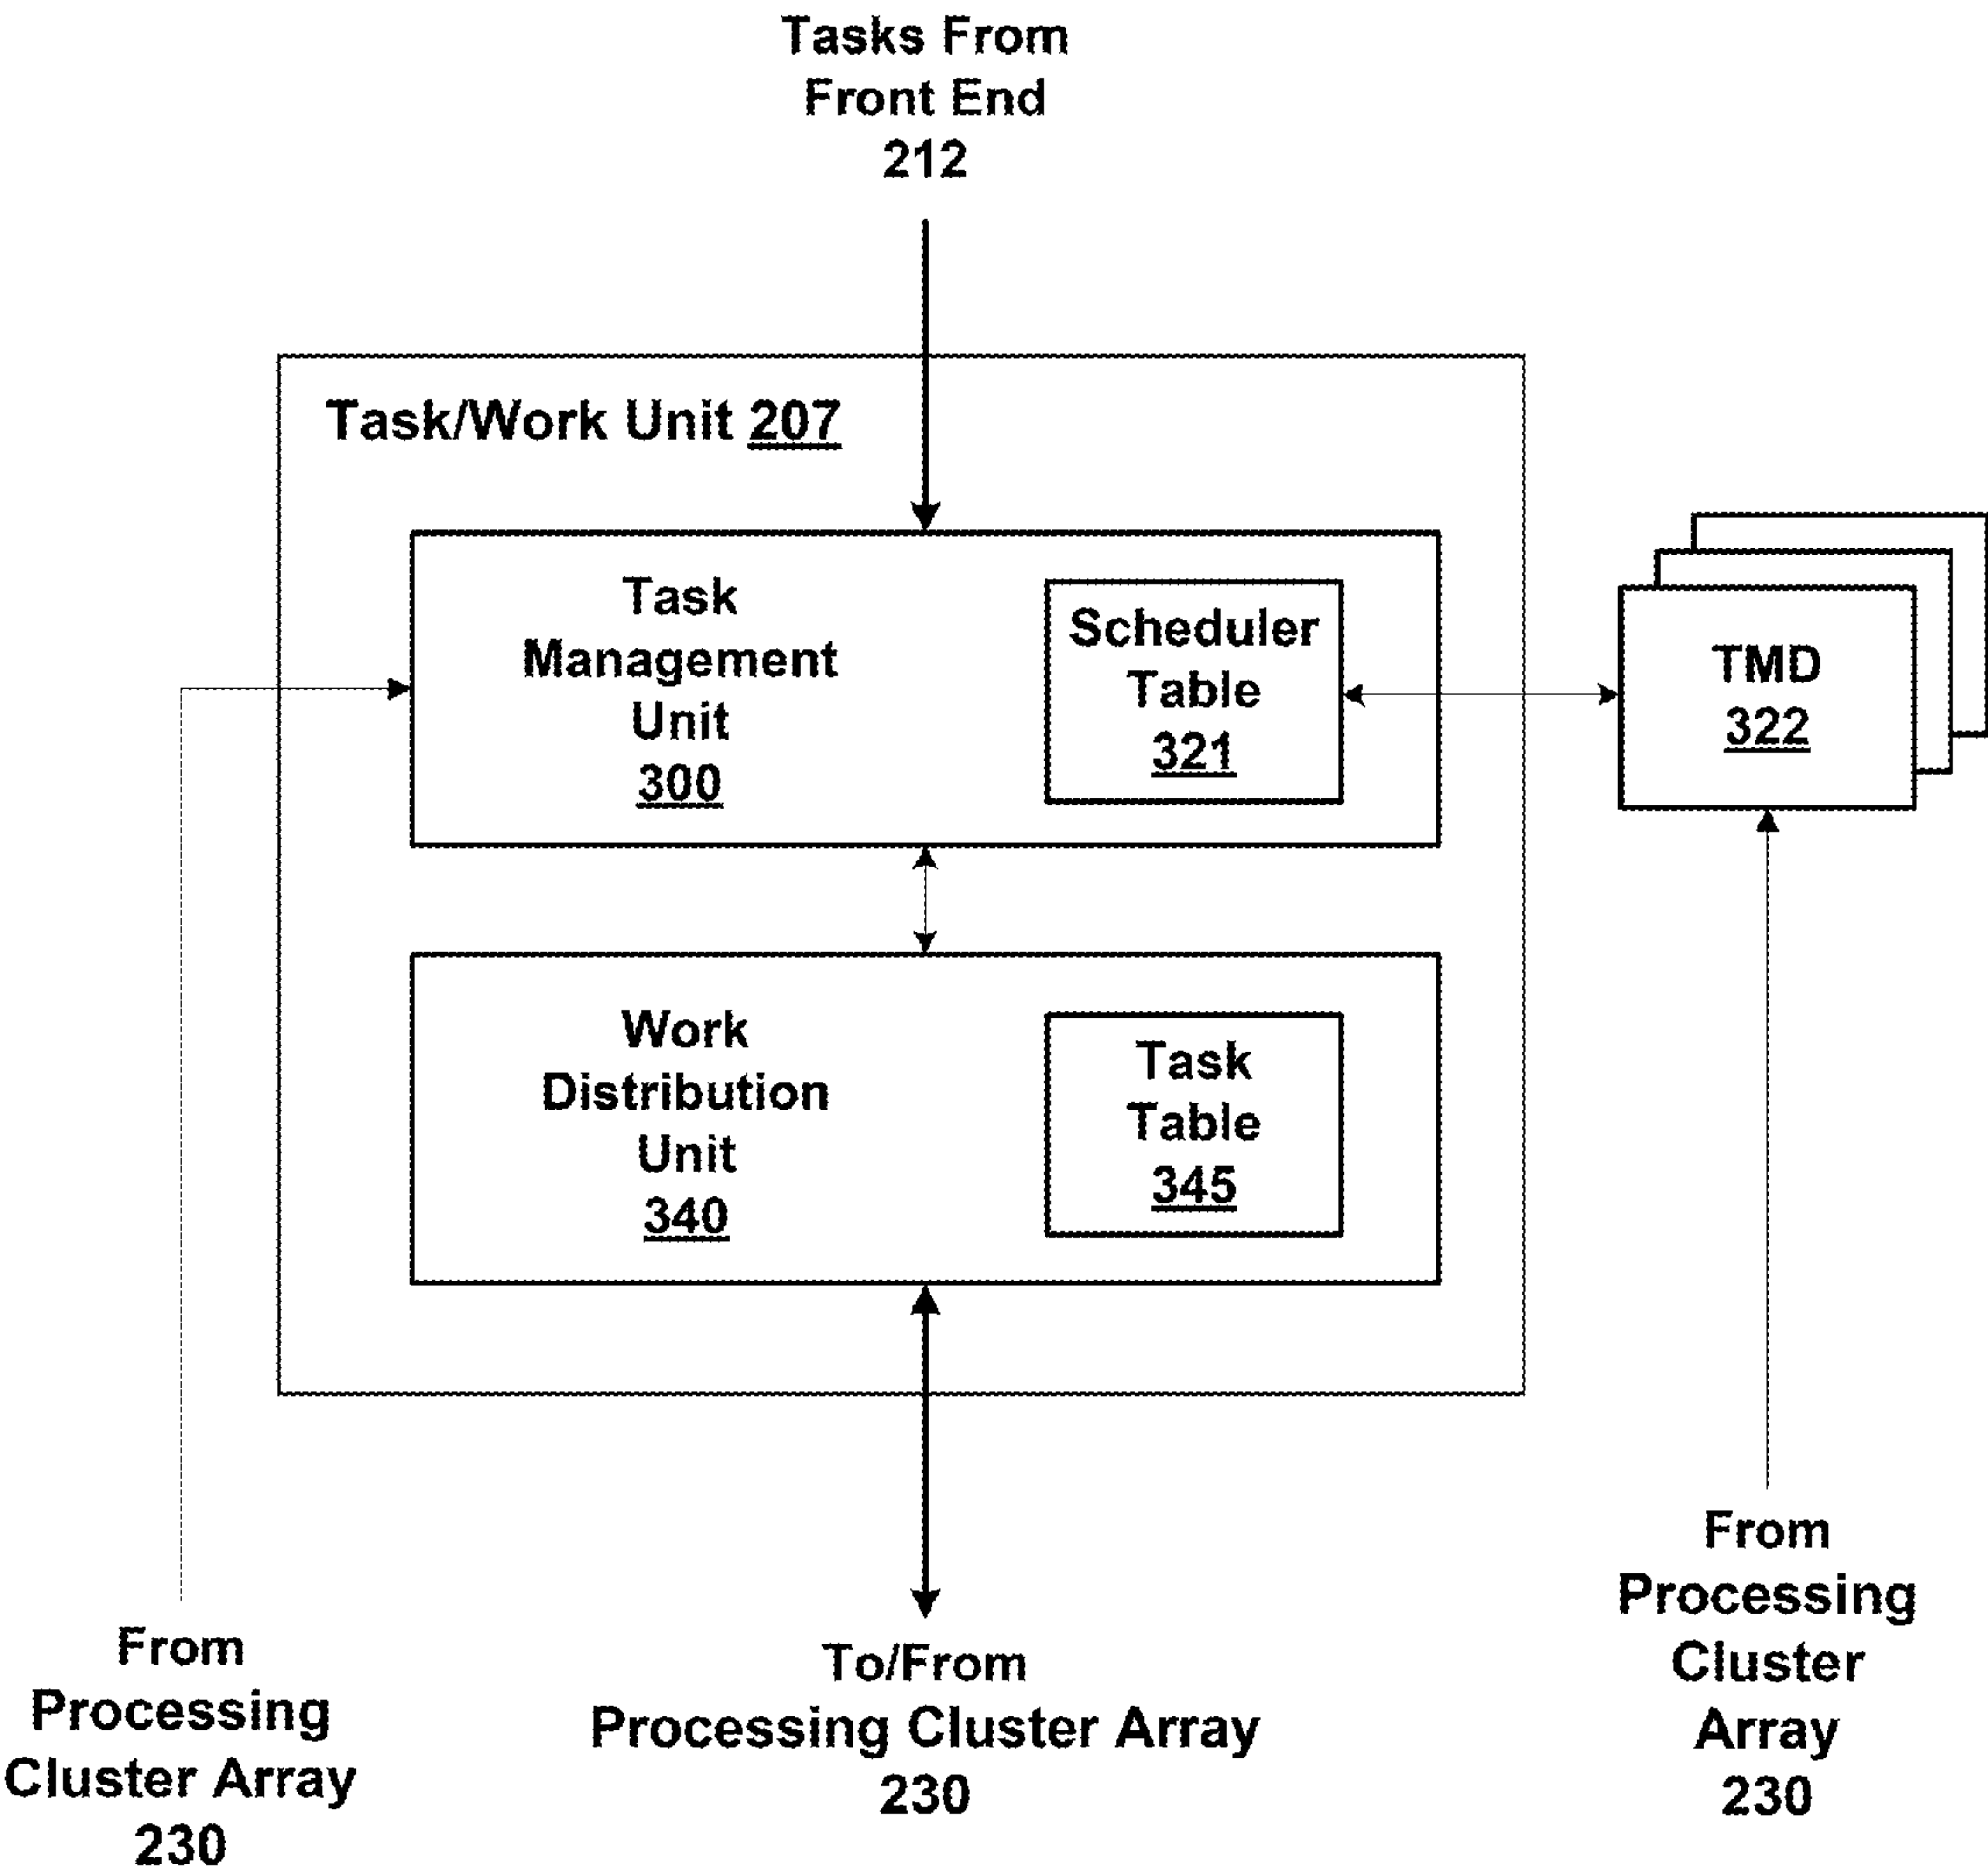 Tasks From
Front End
212
Task/Work Unit 207
Task
Management
Unit
300
Scheduler
Table
321
TMD
322
Work
Distribution
Unit
340
Task
Table
345
From
Processing
Cluster Array
230
To/From
Processing Cluster Array
230
From
Processing
Cluster
Array
230